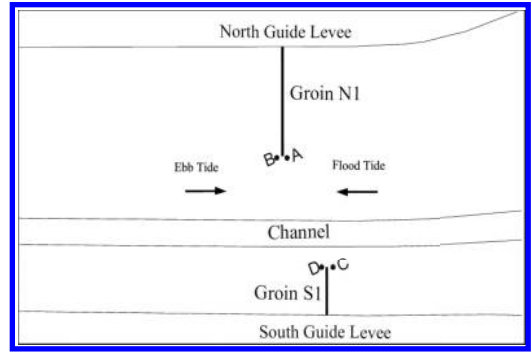 North Guide Levee
Groin N1
B A
Ebb Tide
Flood Tide
Channel
D C
Groin S1
South Guide Levee